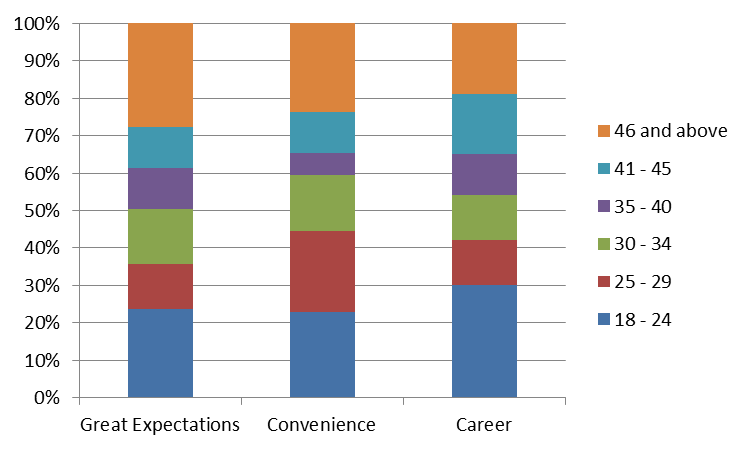 100%
90%
80%
70%
60%
50%
40%
30%
20%
10%
0%
Great Expectations
Convenience
Career
46 and above
41 - 45
35 - 40
30 - 34
25 - 29
18 - 24